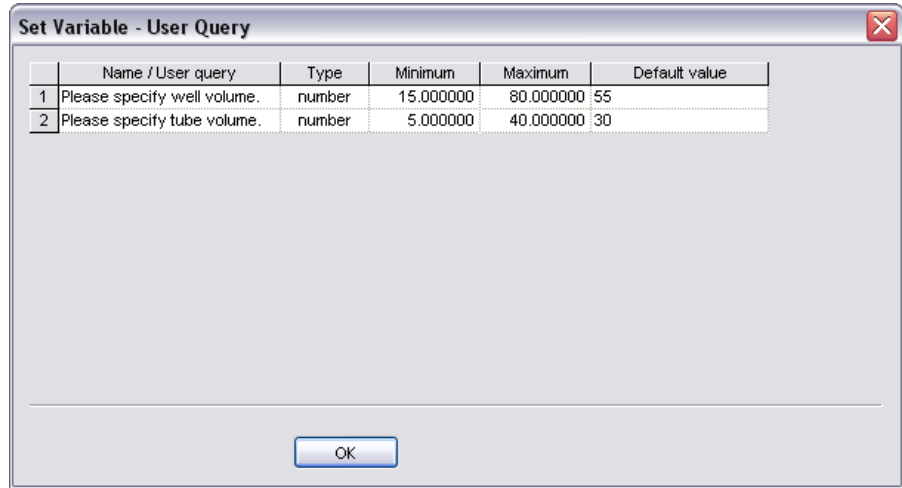 Set Variable - User Query
Name / User query Type Minimum Maximum Default value
1 Please specify well volume. number 15.000000 80.000000 55
2 Please specify tube volume. number 5.000000 40.000000 30
OK